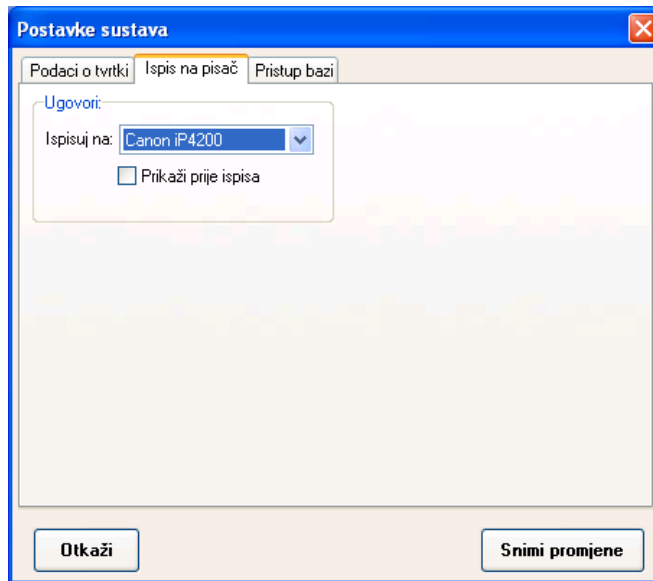 Postavke sustava
Podaci o tvrtki Ispis na pisač Pristup bazi
Ugovori:
Ispisuj na: Canon iP4200
Prikaži prije ispisa
Otkaži Snimi promjene